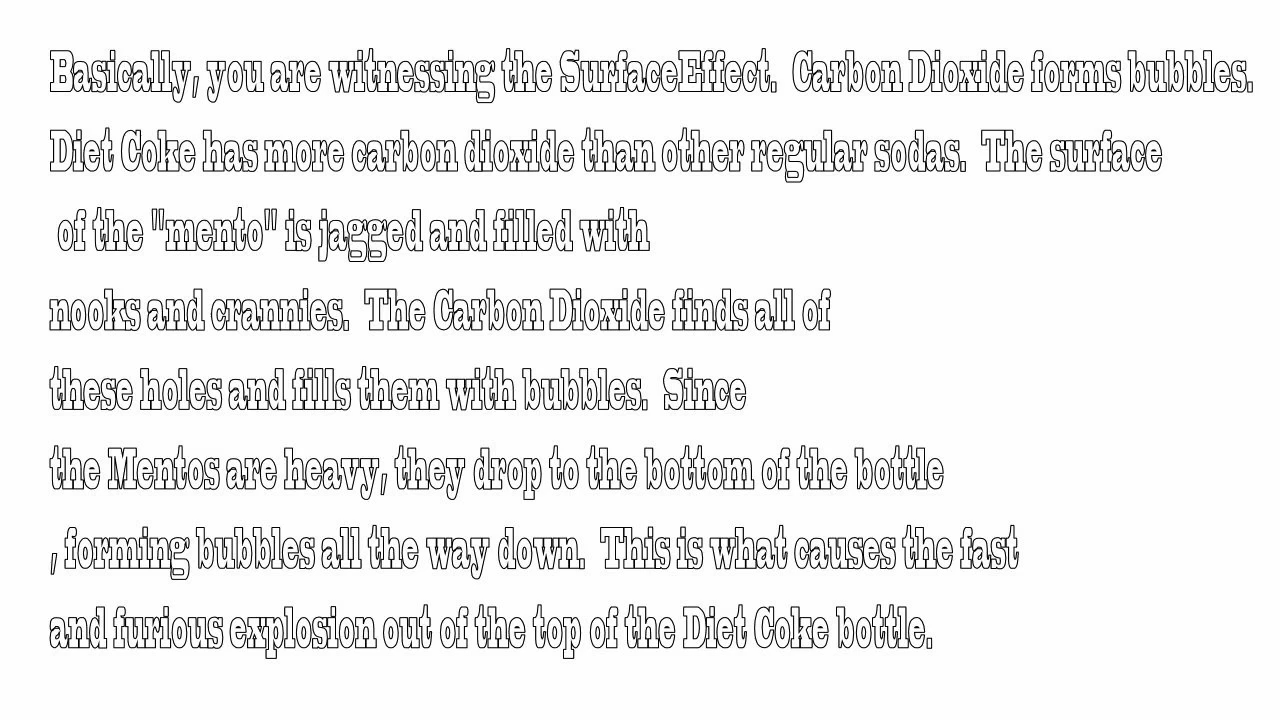 Basically, you are witnessing the SurfaceEffect.  Carbon Dioxide forms bubbles.
Diet Coke has more carbon dioxide than other regular sodas.  The surface
of the "mento" is jagged and filled with
nooks and crannies.  The Carbon Dioxide finds all of
these holes and fills them with bubbles.  Since
the Mentos are heavy, they drop to the bottom of the bottle
, forming bubbles all the way down.  This is what causes the fast
and furious explosion out of the top of the Diet Coke bottle.